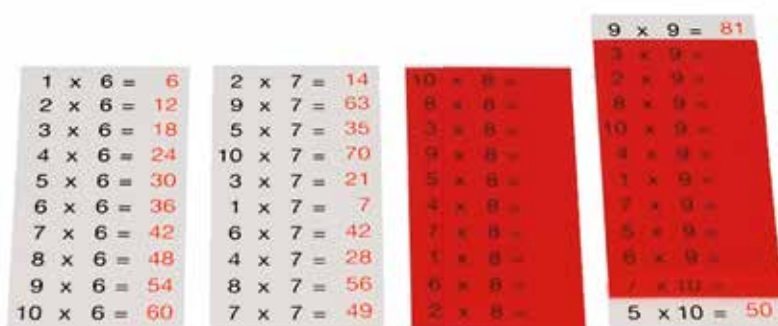 1 x 6 = 6
2 x 6 = 12
3 x 6 = 18
4 x 6 = 24
5 x 6 = 30
6 x 6 = 36
7 x 6 = 42
8 x 6 = 48
9 x 6 = 54
10 x 6 = 60
2 x 7 = 14
9 x 7 = 63
5 x 7 = 35
10 x 7 = 70
3 x 7 = 21
1 x 7 = 7
6 x 7 = 42
4 x 7 = 28
8 x 7 = 56
7 x 7 = 49
10 x 8 =
8 x 8 =
3 x 8 =
9 x 8 =
5 x 8 =
4 x 8 =
7 x 8 =
1 x 8 =
6 x 8 =
2 x 8 =
9 x 9 = 81
3 x 9 =
2 x 9 =
8 x 9 =
10 x 9 =
4 x 9 =
1 x 9 =
7 x 9 =
5 x 9 =
6 x 9 =
7 x 10 =
5 x 10 = 50